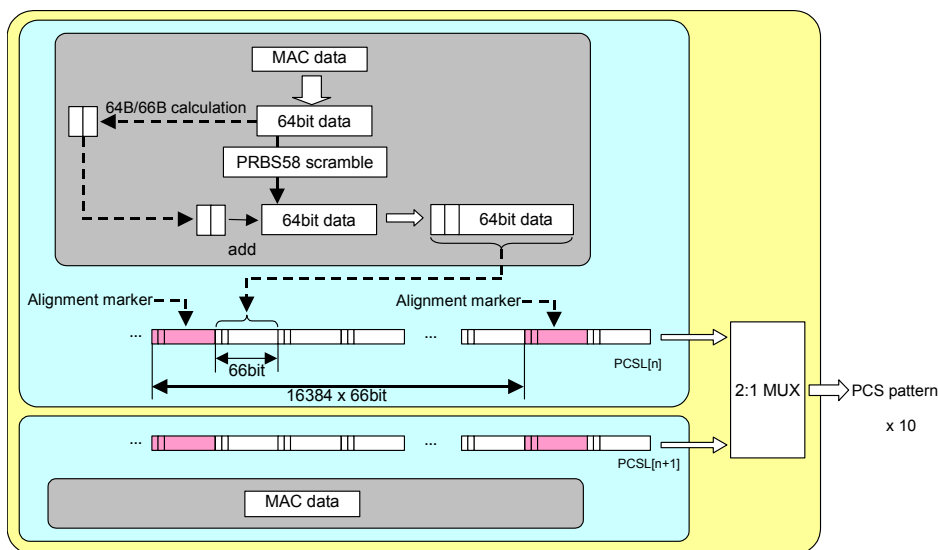 MAC data
64B/66B calculation
64bit data
PRBS58 scramble
64bit data
64bit data
add
Alignment marker
Alignment marker
...
...
66bit
PCSL[n]
16384 x 66bit
2:1 MUX
PCS pattern
x 10
...
...
PCSL[n+1]
MAC data